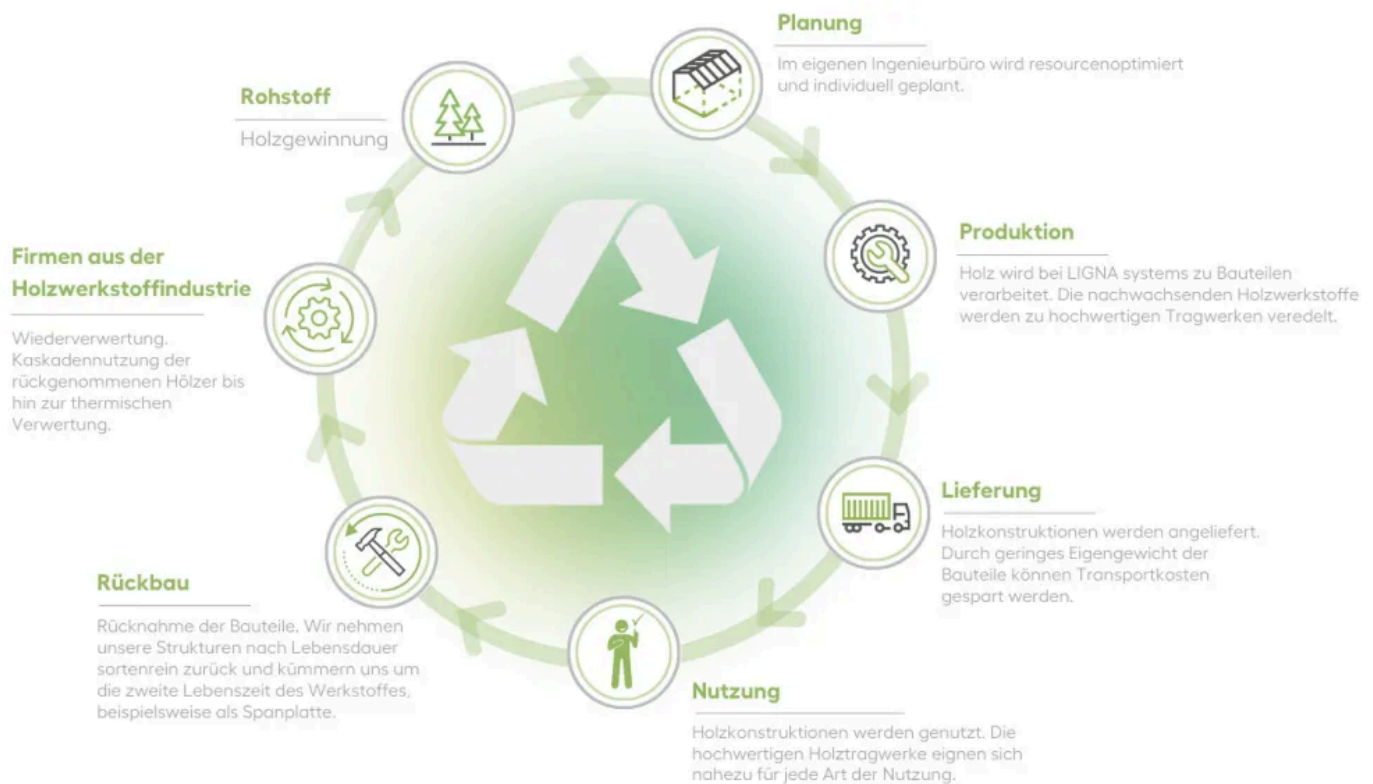 Planung
Im eigenen Ingenieurbüro wird resourcenoptimiert
und individuell geplant.
Rohstoff
Holzgewinnung
Produktion
Holz wird bei LIGNA systems zu Bauteilen
verarbeitet. Die nachwachsenden Holzwerkstoffe
werden zu hochwertigen Tragwerken veredelt.
Firmen aus der
Holzwerkstoffindustrie
Wiederverwertung.
Kaskadennutzung der
rückgenommenen Hölzer bis
hin zur thermischen
Verwertung.
Lieferung
Holzkonstruktionen werden angeliefert.
Durch geringes Eigengewicht der
Bauteile können Transportkosten
gespart werden.
Rückbau
Rücknahme der Bauteile. Wir nehmen
unsere Strukturen nach Lebensdauer
sortenrein zurück und kümmern uns um
die zweite Lebenszeit des Werkstoffes,
beispielsweise als Spanplatte.
Nutzung
Holzkonstruktionen werden genutzt. Die
hochwertigen Holztragwerke eignen sich
nahezu für jede Art der Nutzung.